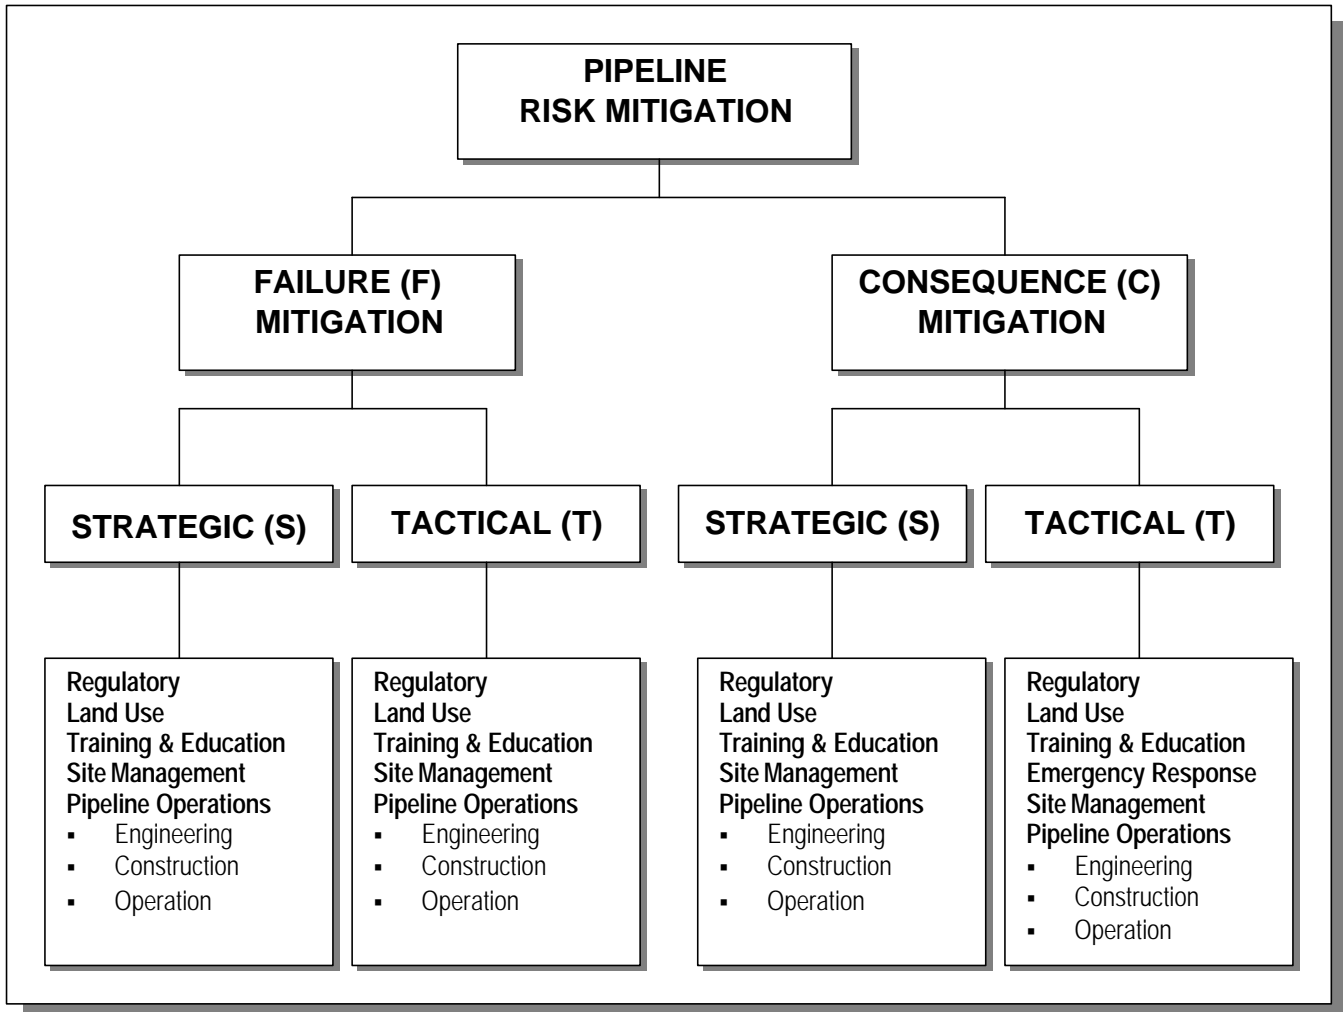 PIPELINE
RISK MITIGATION
FAILURE (F)
MITIGATION
CONSEQUENCE (C)
MITIGATION
STRATEGIC (S)
TACTICAL (T)
STRATEGIC (S)
TACTICAL (T)
Regulatory
Land Use
Training & Education
Site Management
Pipeline Operations
▪ Engineering
▪ Construction
▪ Operation
Regulatory
Land Use
Training & Education
Site Management
Pipeline Operations
▪ Engineering
▪ Construction
▪ Operation
Regulatory
Land Use
Training & Education
Site Management
Pipeline Operations
▪ Engineering
▪ Construction
▪ Operation
Regulatory
Land Use
Training & Education
Emergency Response
Site Management
Pipeline Operations
▪ Engineering
▪ Construction
▪ Operation